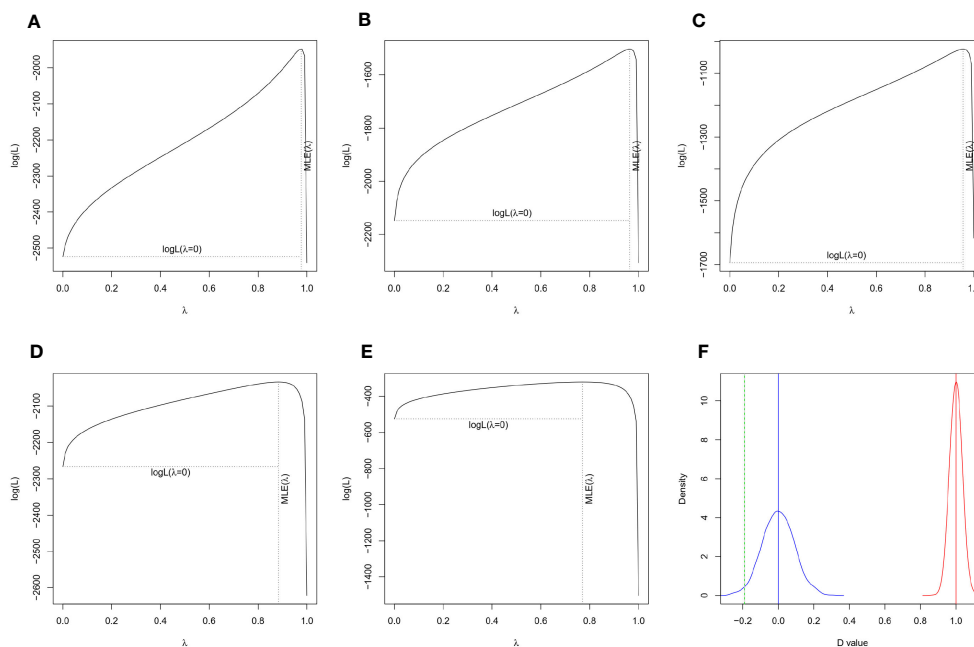 A
B
C
log(L)
−2500 −2400 −2300 −2200 −2100 −2000
logL(λ=0)
MLE(λ)
0.0 0.2 0.4 0.6 0.8 1.0
λ
log(L)
−2200 −2000 −1800 −1600
logL(λ=0)
MLE(λ)
0.0 0.2 0.4 0.6 0.8 1.0
λ
log(L)
−1700 −1500 −1300 −1100
logL(λ=0)
MLE(λ)
0.0 0.2 0.4 0.6 0.8 1.0
λ
D
E
F
log(L)
−2600 −2500 −2400 −2300 −2200 −2100
logL(λ=0)
MLE(λ)
0.0 0.2 0.4 0.6 0.8 1.0
λ
log(L)
−1400 −1200 −1000 −800 −600 −400
logL(λ=0)
MLE(λ)
0.0 0.2 0.4 0.6 0.8 1.0
λ
Density
0 2 4 6 8 10
−0.2 0.0 0.2 0.4 0.6 0.8 1.0
D value